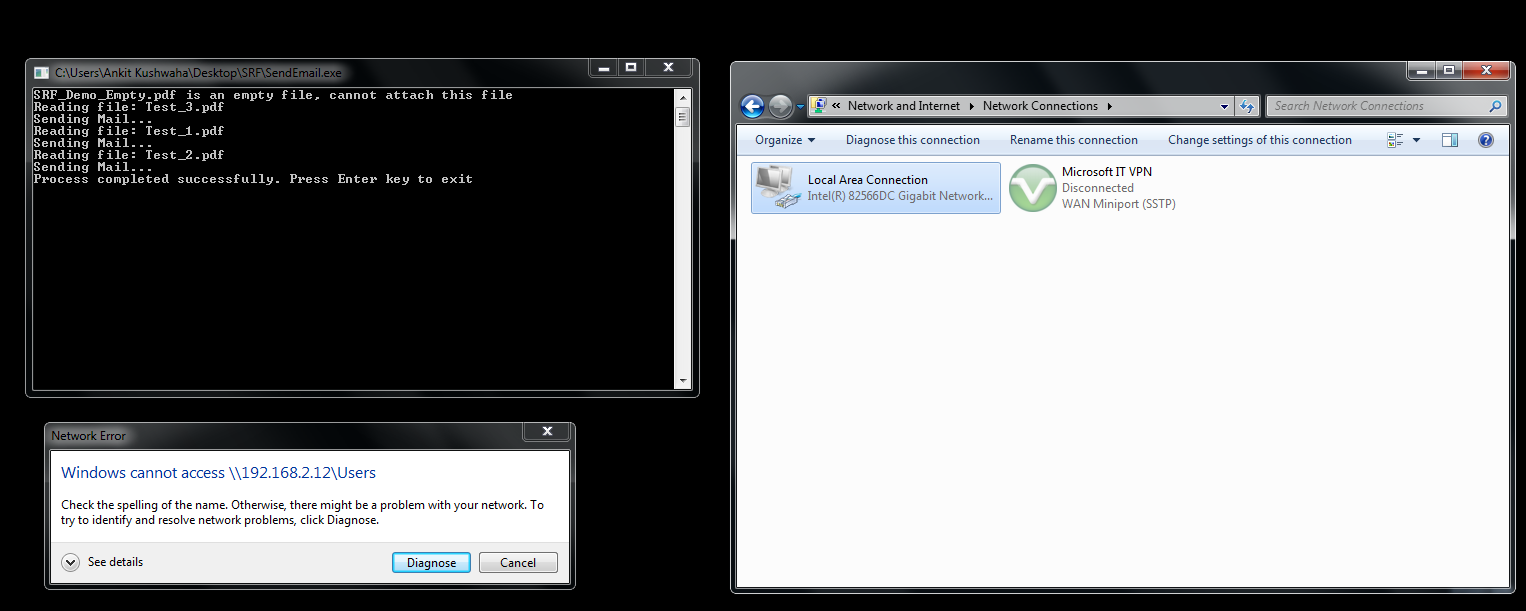 C:\Users\Ankit Kushwaha\Desktop\SRF\SendEmail.exe
SRF_Demo_Empty.pdf is an empty file, cannot attach this file
Reading file: Test_3.pdf
Sending Mail...
Reading file: Test_1.pdf
Sending Mail...
Reading file: Test_2.pdf
Sending Mail...
Process completed successfully. Press Enter key to exit
Network Error
Windows cannot access \\192.168.2.12\Users
Check the spelling of the name. Otherwise, there might be a problem with your network. To
try to identify and resolve network problems, click Diagnose.
See details
Diagnose
Cancel
« Network and Internet ▸ Network Connections ▸
Search Network Connections
Organize
Diagnose this connection
Rename this connection
Change settings of this connection
Local Area Connection
Intel(R) 82566DC Gigabit Network...
Microsoft IT VPN
Disconnected
WAN Miniport (SSTP)